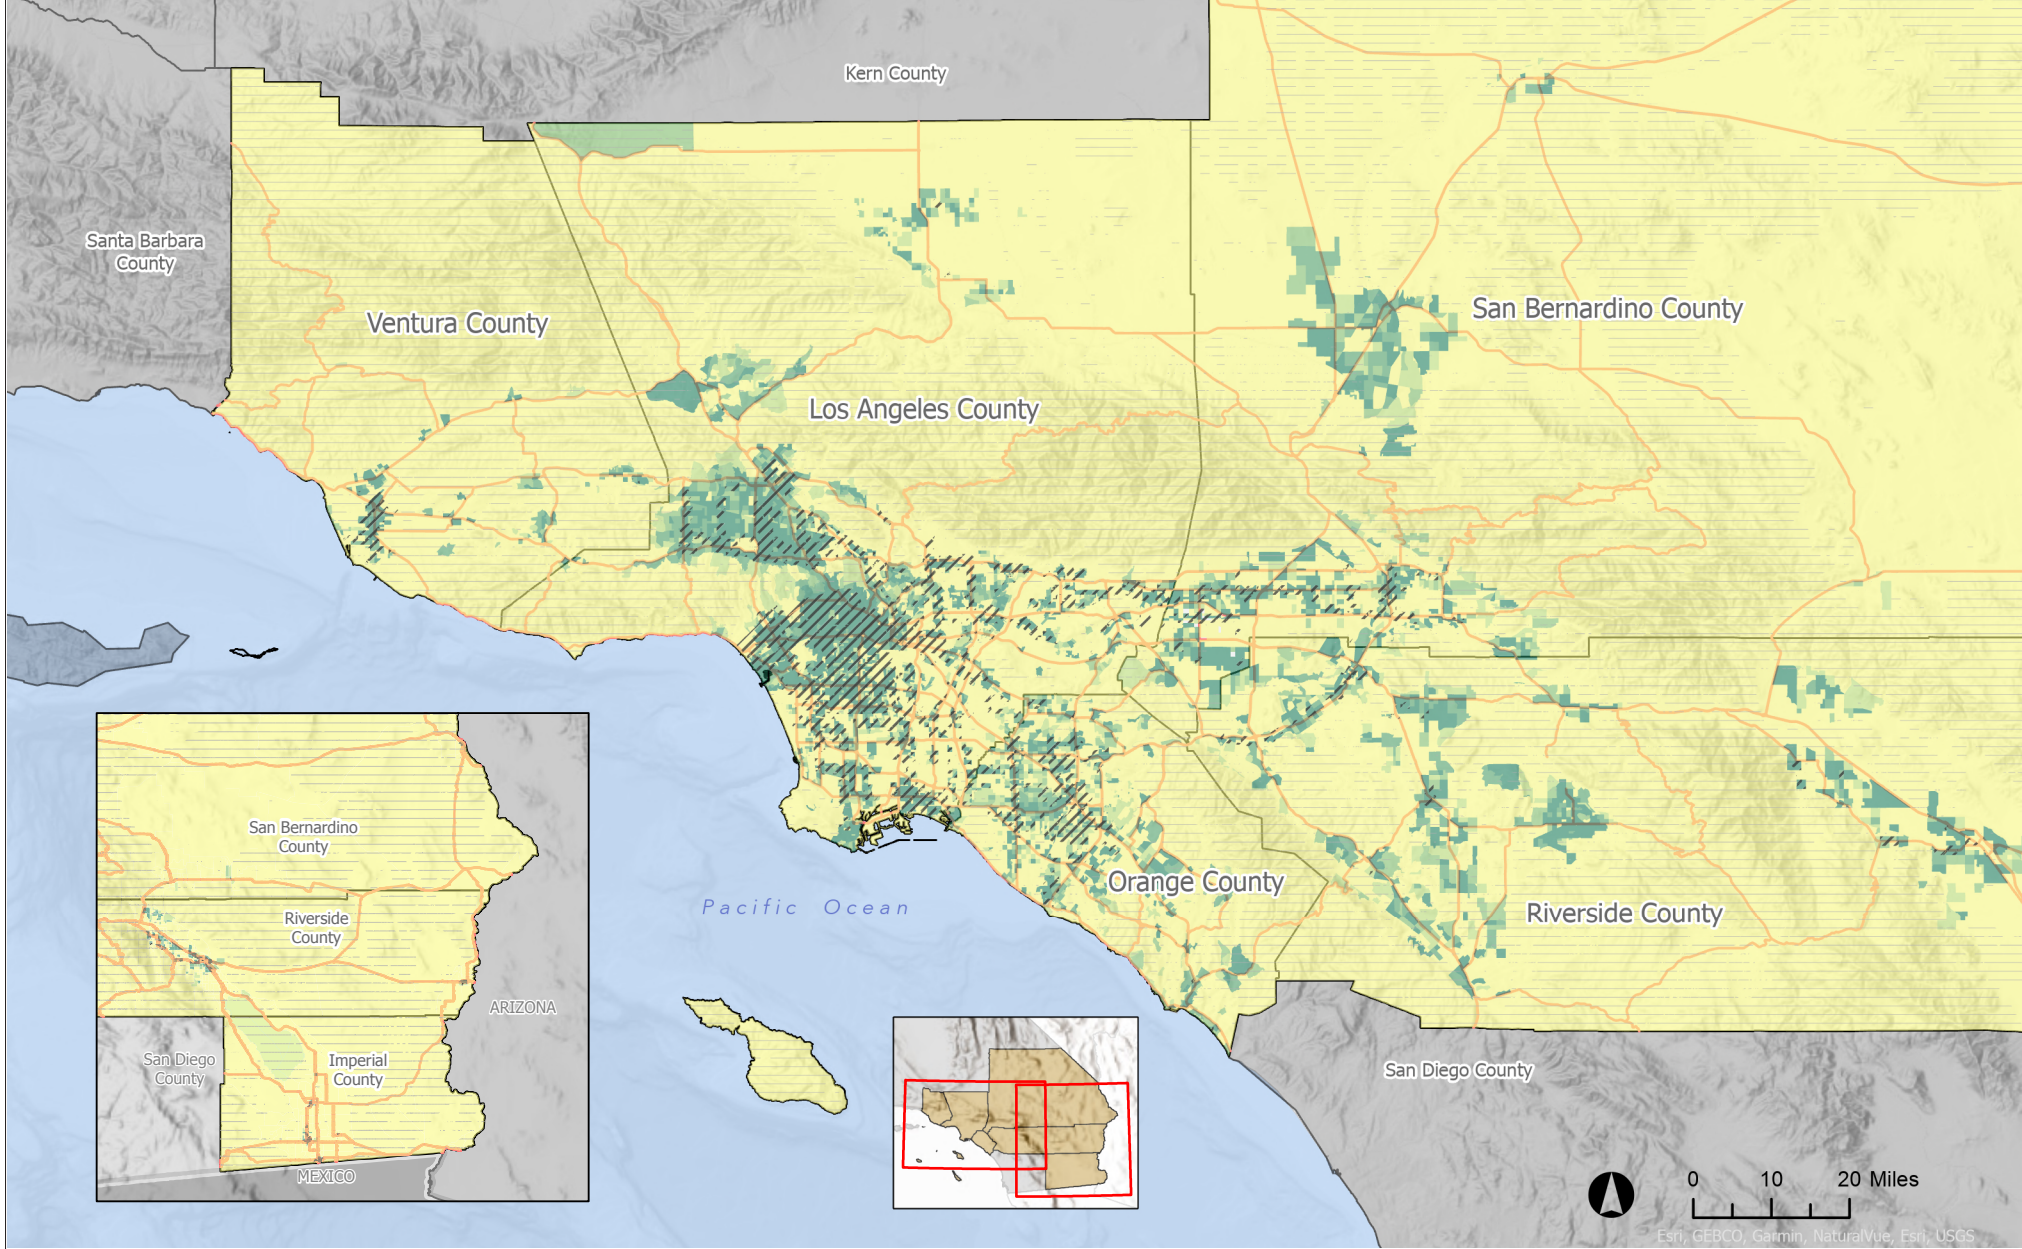 Kern County
Santa Barbara
County
Ventura County
San Bernardino County
Los Angeles County
Pacific Ocean
Orange County
Riverside County
San Diego County
San Bernardino
County
Riverside
County
ARIZONA
San Diego
County
Imperial
County
MEXICO
0 10 20 Miles
Esri, GEBCO, Garmin, NaturalVue, Esri, USGS